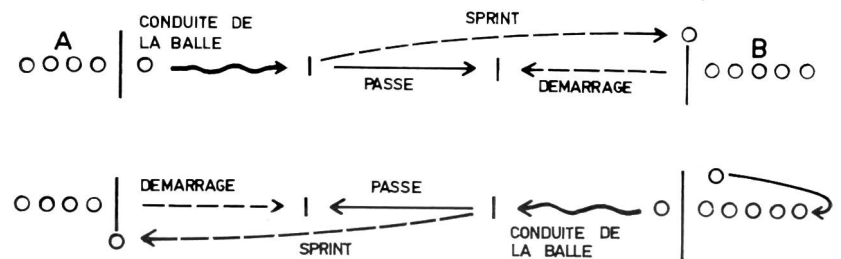 CONDUITE DE
LA BALLE
SPRINT
A
B
PASSE
DEMARRAGE
DEMARRAGE
PASSE
SPRINT
CONDUITE DE
LA BALLE